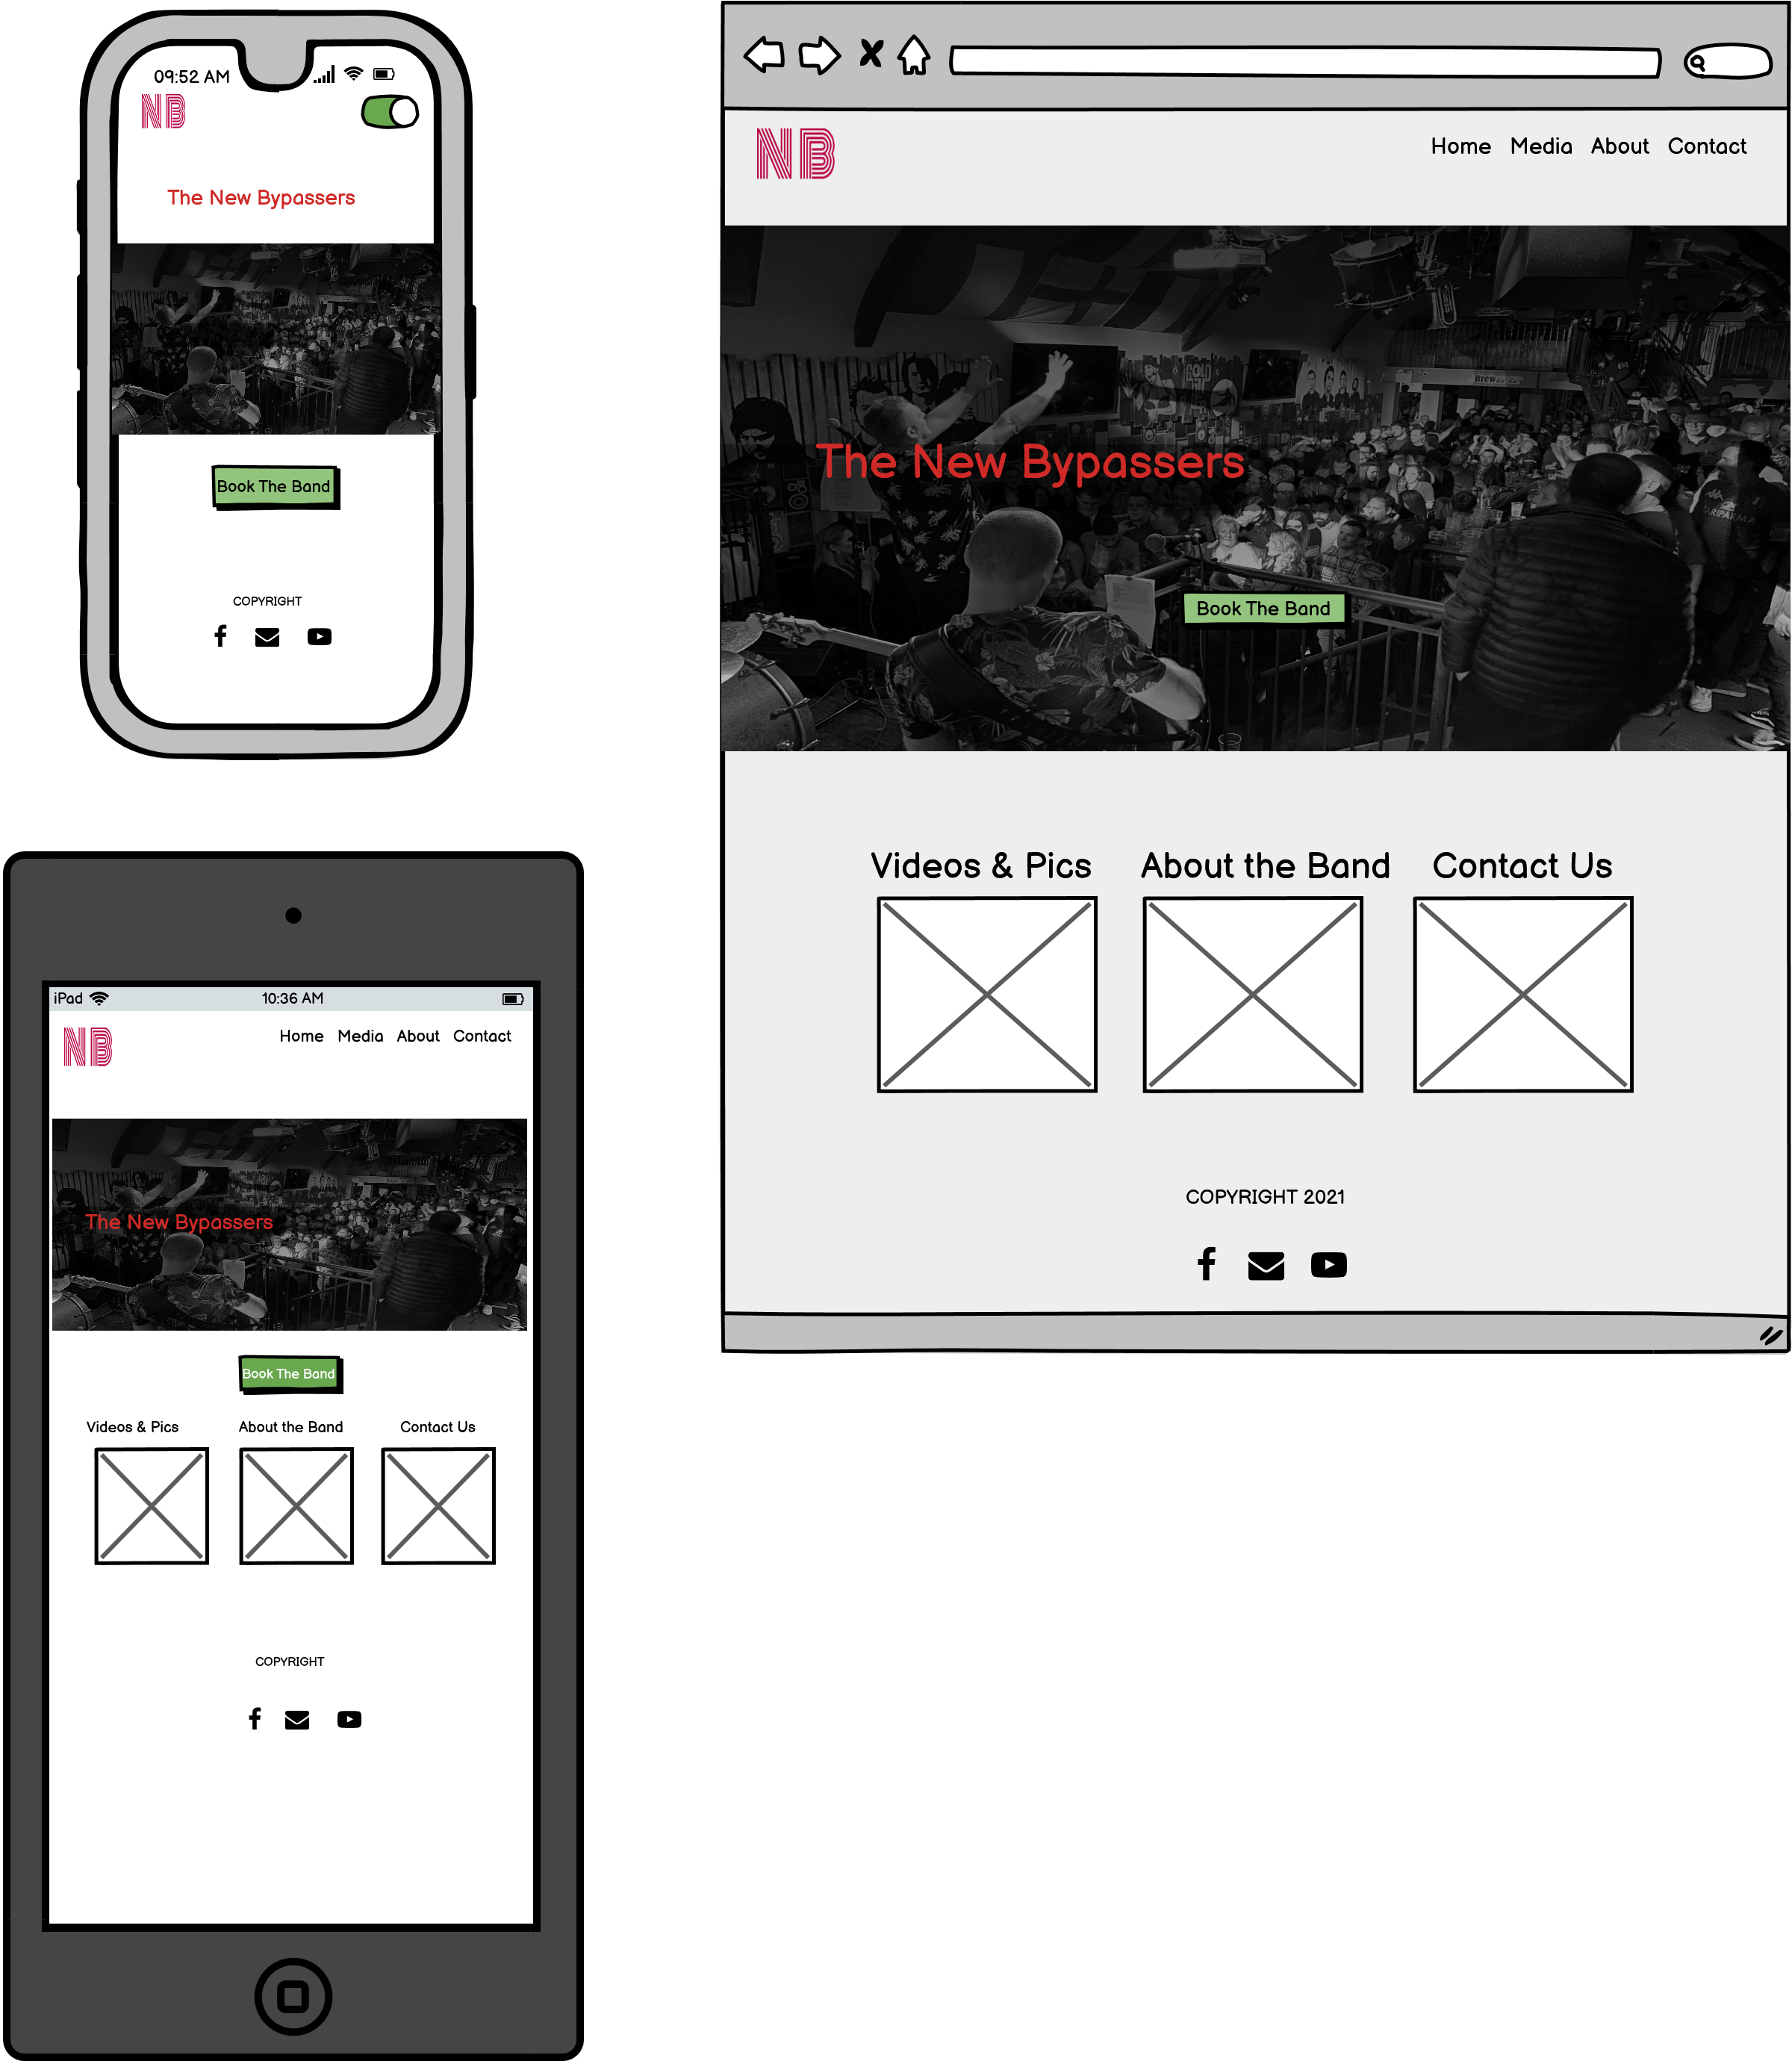 09:52 AM
NB
The New Bypassers
Book The Band
COPYRIGHT
NB
Home Media About Contact
GOLD
Brew
The New Bypassers
Book The Band
Videos & Pics About the Band Contact Us
COPYRIGHT 2021
iPad 10:36 AM
NB
Home Media About Contact
The New Bypassers
Book The Band
Videos & Pics About the Band Contact Us
COPYRIGHT